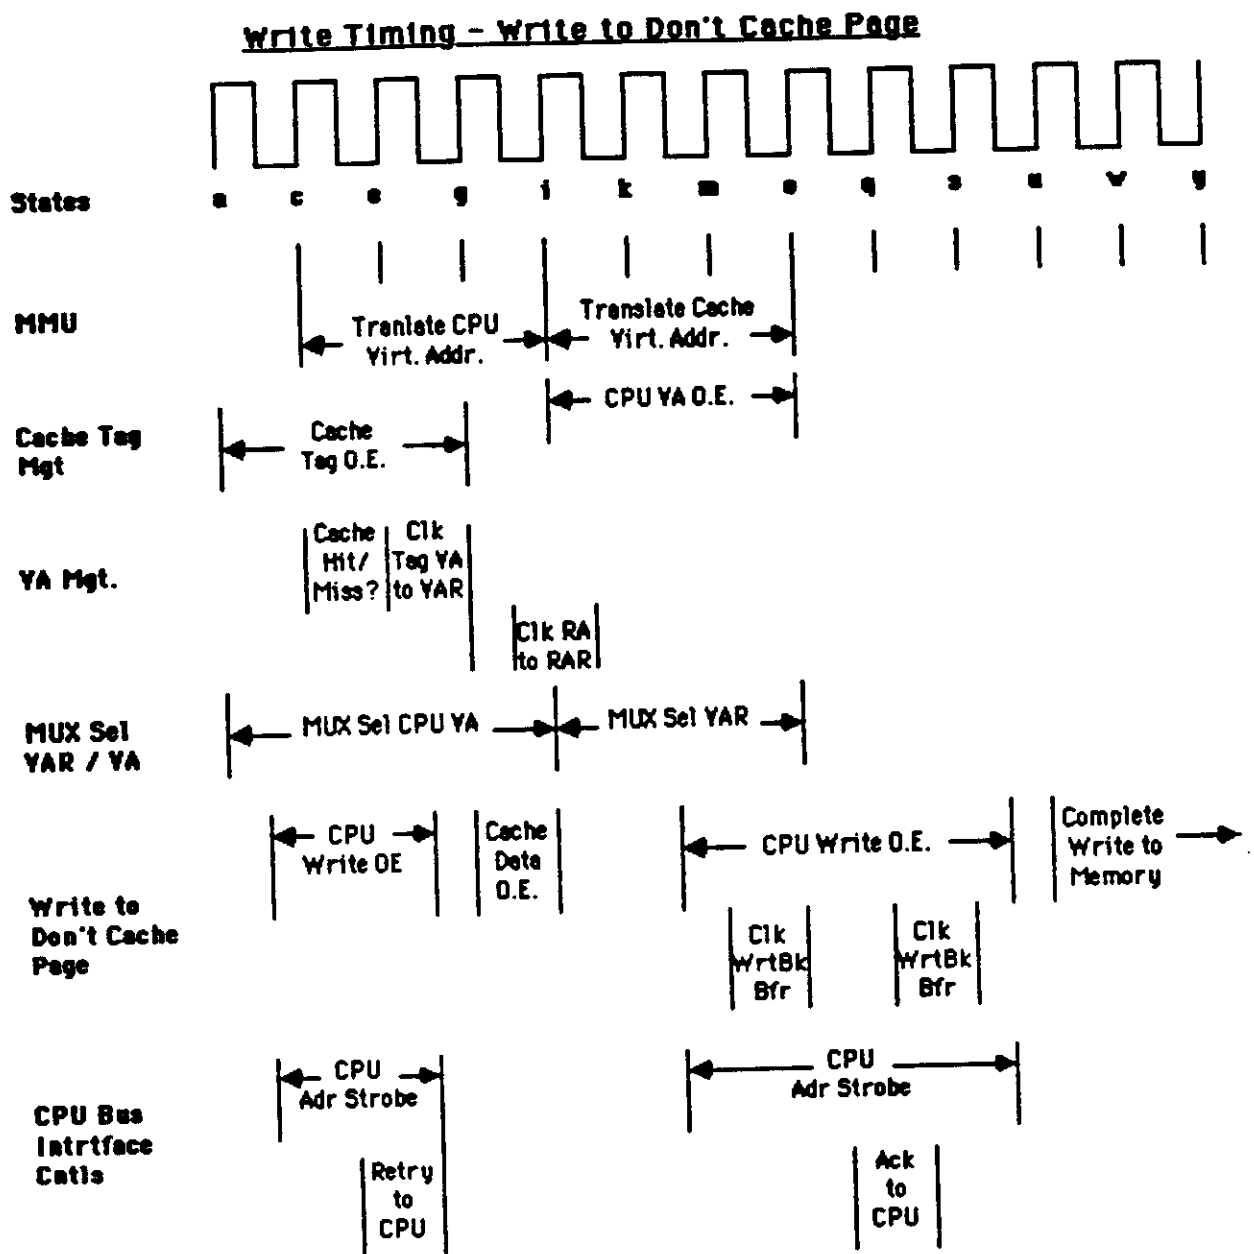 Write Timing - Write to Don't Cache Page
States a c e g i k m o q s u w y
MMU
Tranlate CPU
Virt. Addr.
Translate Cache
Virt. Addr.
CPU VA O.E.
Cache Tag
Mgt
Cache
Tag O.E.
VA Mgt.
Cache
Hit/
Miss?
Clk
Tag VA
to VAR
Clk RA
to RAR
MUX Sel
VAR / VA
MUX Sel CPU VA
MUX Sel VAR
Write to
Don't Cache
Page
CPU
Write OE
Cache
Data
O.E.
CPU Write O.E.
Complete
Write to
Memory
Clk
WrtBk
Bfr
Clk
WrtBk
Bfr
CPU Bus
Intrtface
Cntls
CPU
Adr Strobe
CPU
Adr Strobe
Retry
to
CPU
Ack
to
CPU